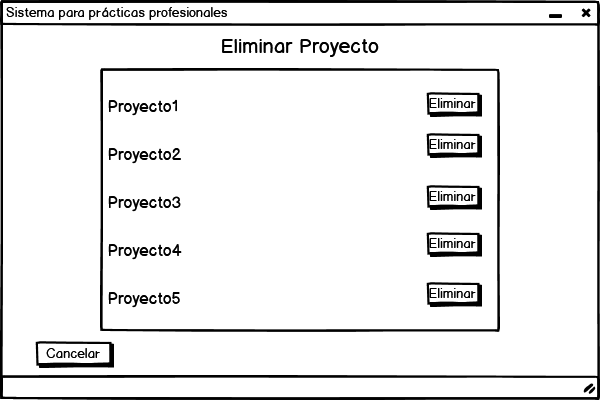 Sistema para prácticas profesionales
Eliminar Proyecto
Proyecto1 Eliminar
Proyecto2 Eliminar
Proyecto3 Eliminar
Proyecto4 Eliminar
Proyecto5 Eliminar
Cancelar